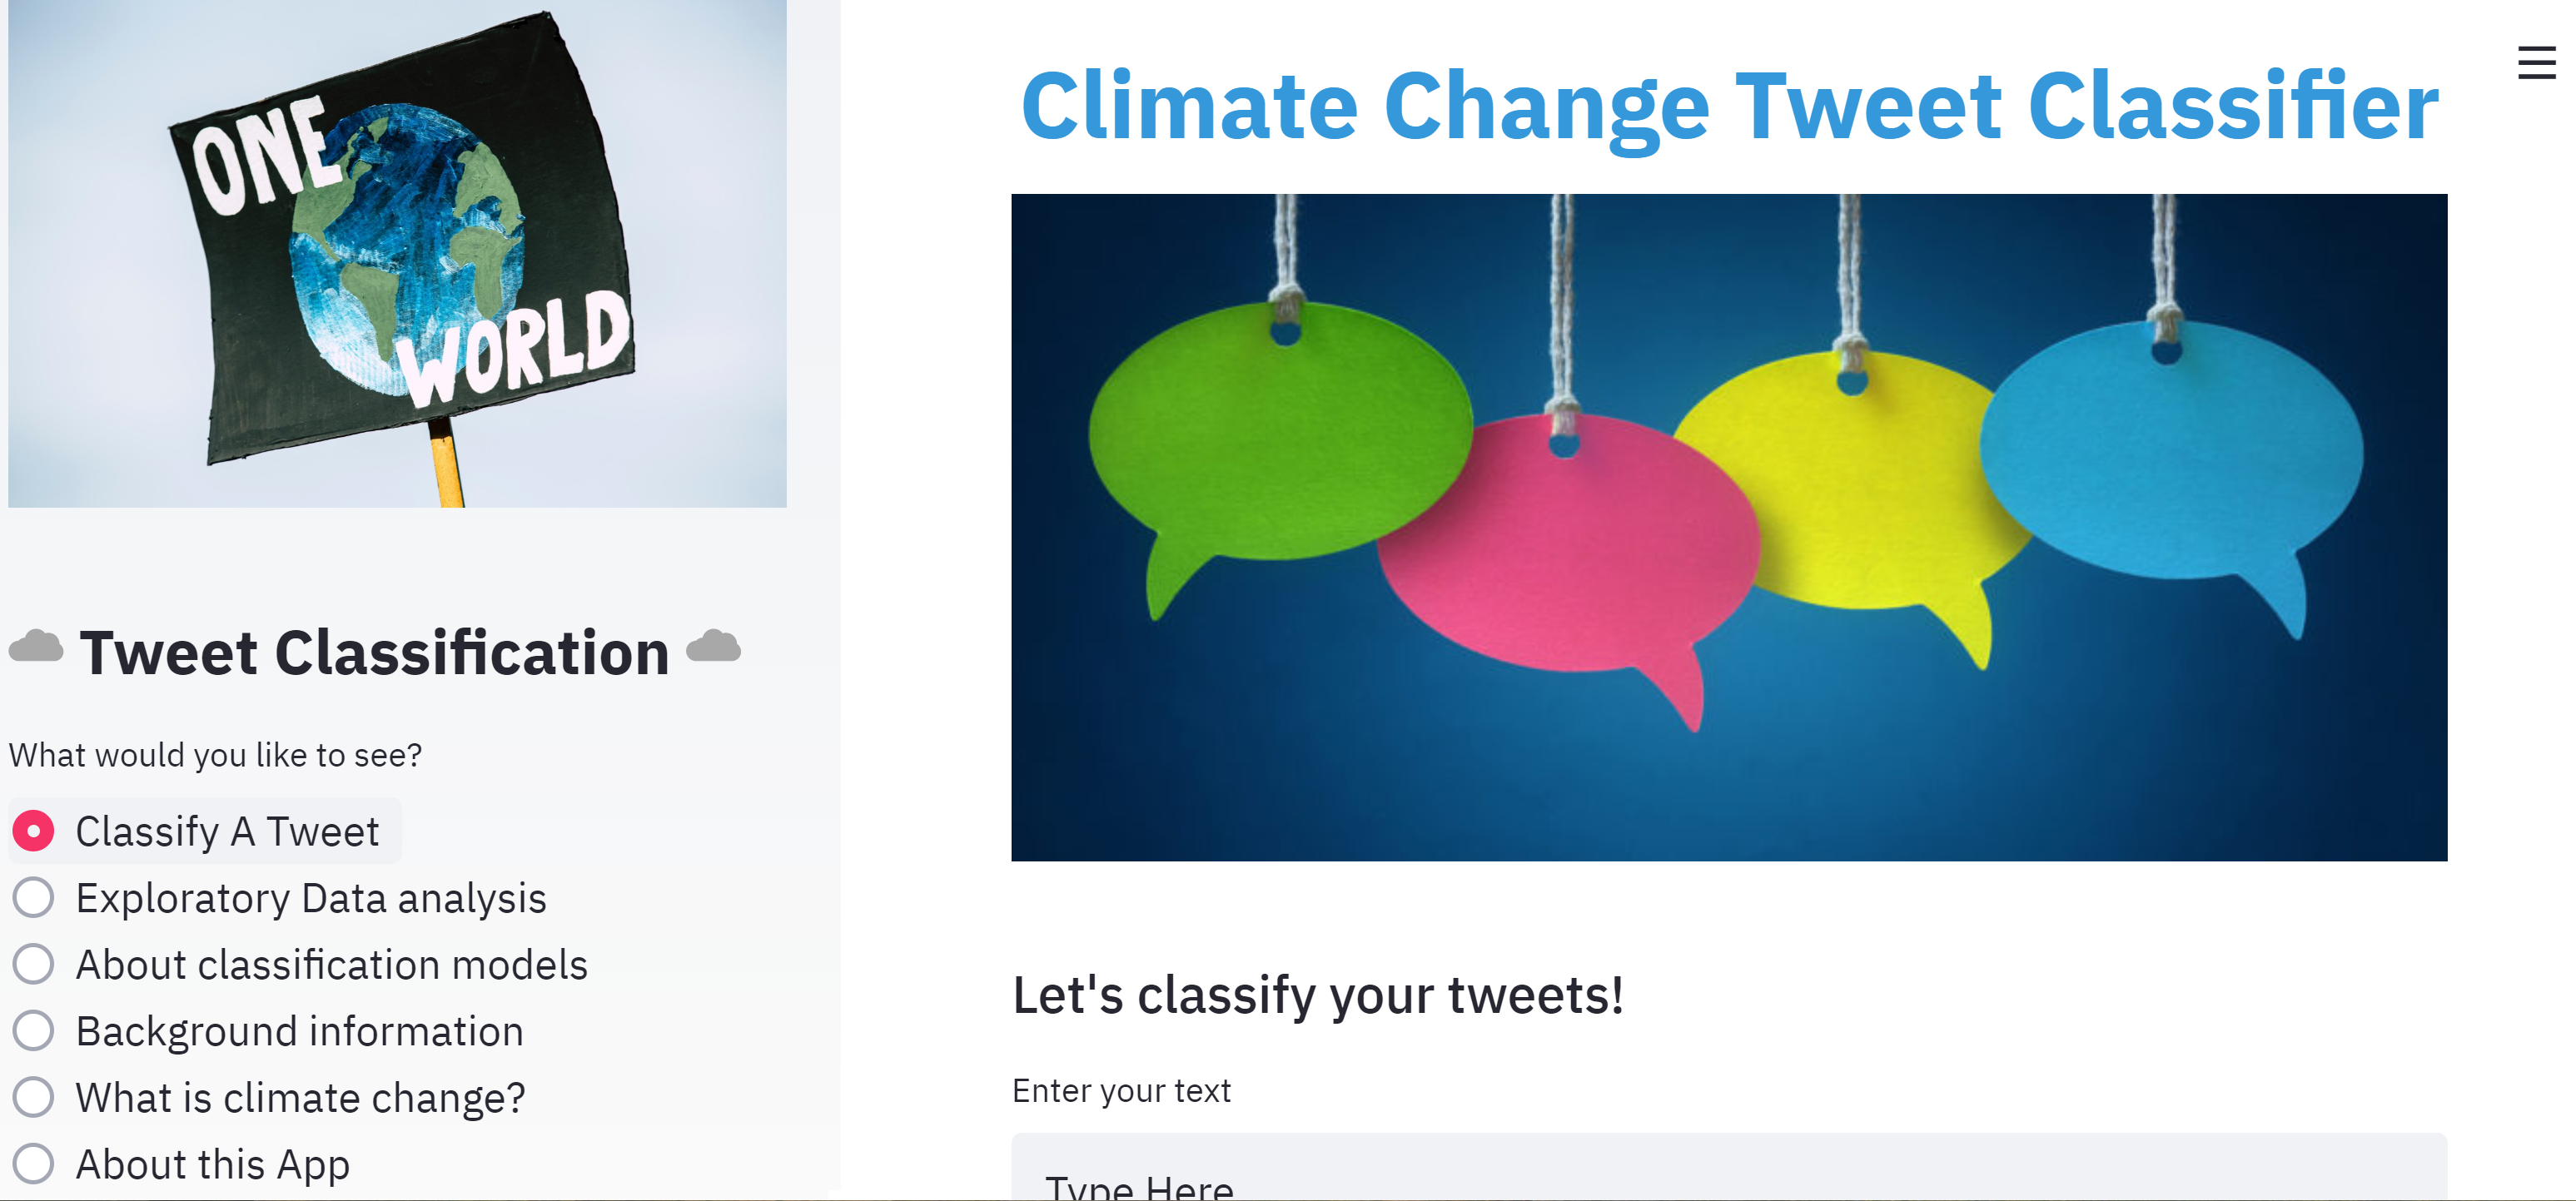 ONE
WORLD
Tweet Classification
What would you like to see?
Classify A Tweet
Exploratory Data analysis
About classification models
Background information
What is climate change?
About this App
Climate Change Tweet Classifier
Let's classify your tweets!
Enter your text
Type Here